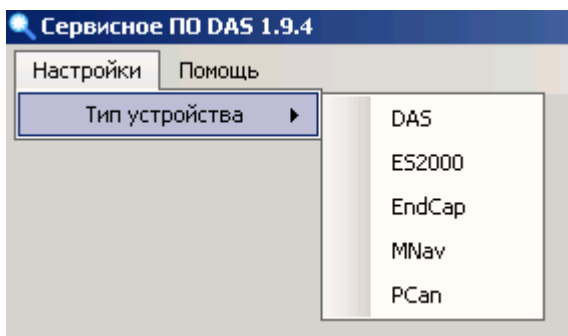 Сервисное ПО DAS 1.9.4
Настройки Помощь
Тип устройства
DAS
ES2000
EndCap
MNav
PCan